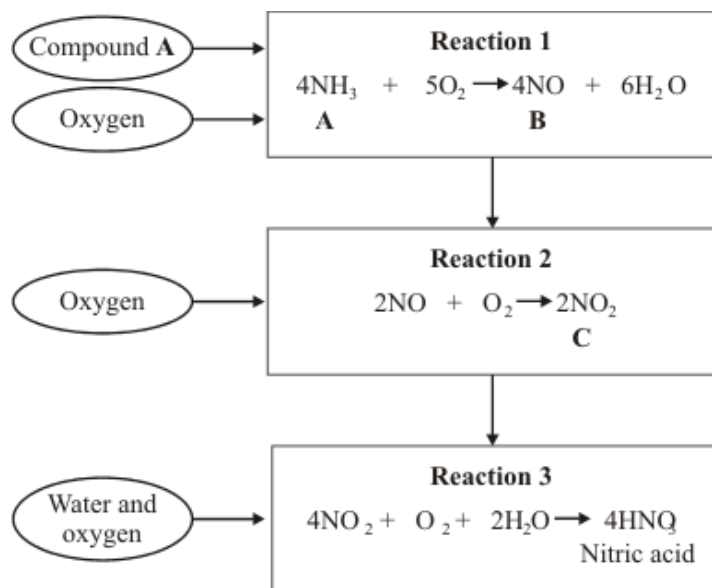 Compound A
Oxygen
Reaction 1
4NH₃ + 5O₂ → 4NO + 6H₂O
A B
Oxygen
Reaction 2
2NO + O₂ → 2NO₂
C
Water and
oxygen
Reaction 3
4NO₂ + O₂ + 2H₂O → 4HNO₃
Nitric acid